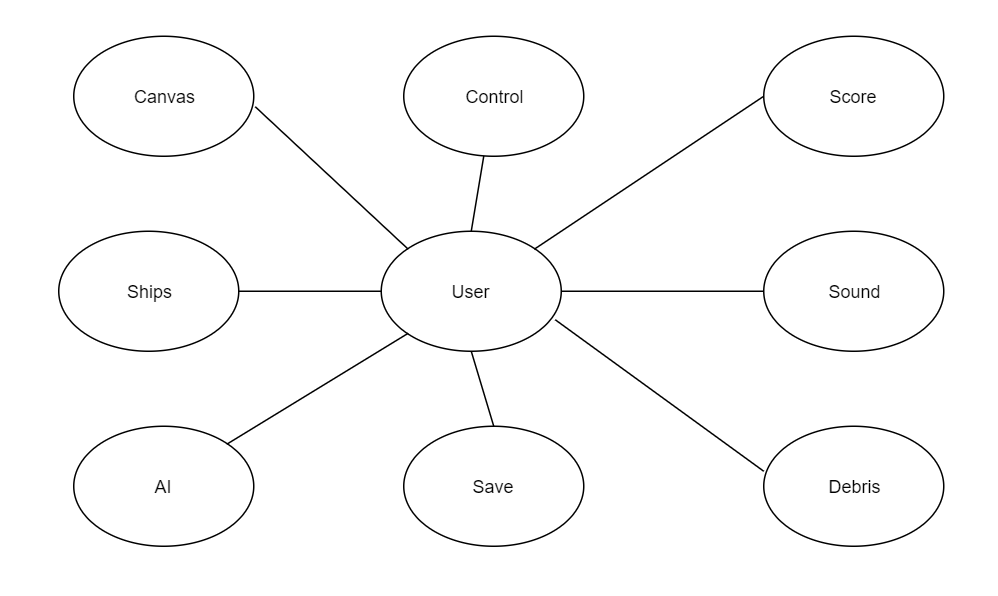 Canvas
Control
Score
Ships
User
Sound
AI
Save
Debris